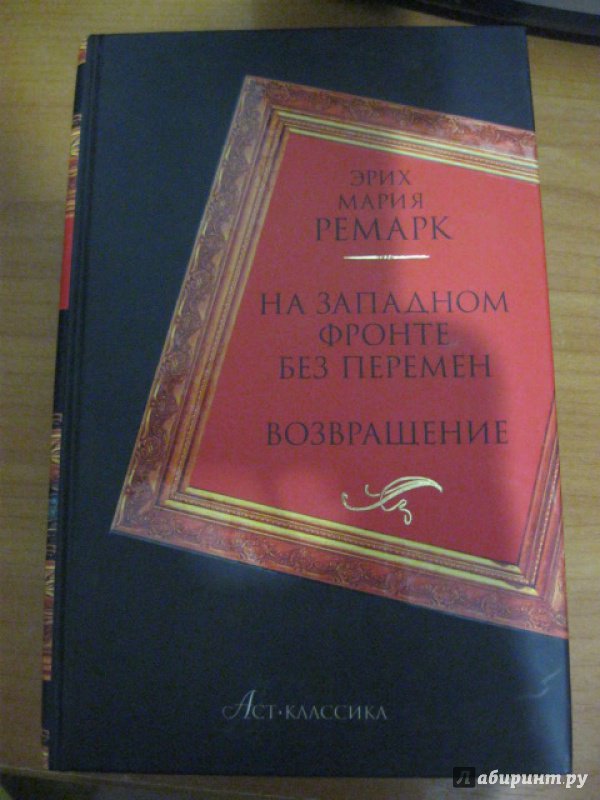 ЭРИХ
МАРИЯ
РЕМАРК
НА ЗАПАДНОМ
ФРОНТЕ
БЕЗ ПЕРЕМЕН
ВОЗВРАЩЕНИЕ
АСТ·КЛАССИКА
Лабиринт.ру